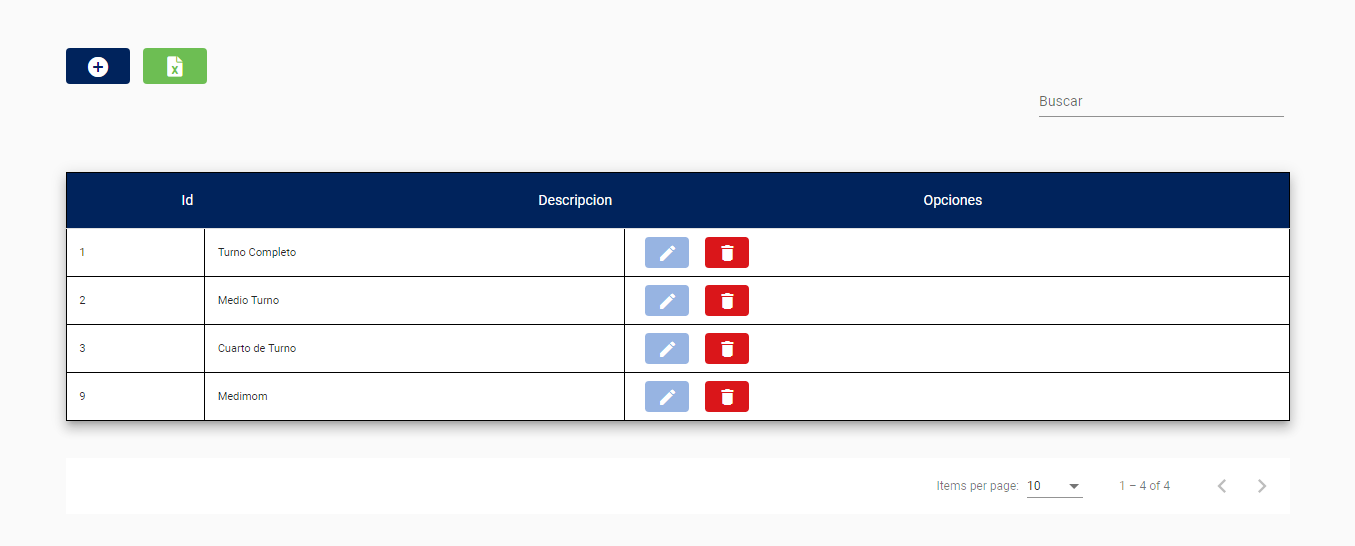 Buscar
Id Descripcion Opciones
1 Turno Completo
2 Medio Turno
3 Cuarto de Turno
9 Medimom
Items per page: 10 1 – 4 of 4